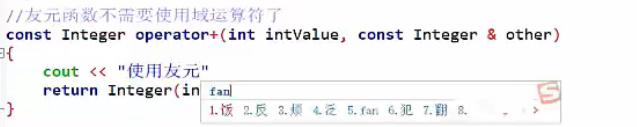 //友元函数不需要使用域运算符了
const Integer operator+(int intValue, const Integer & other)
{
cout << "使用友元"
return Integer(in
fan
1.饭 2.反 3.烦 4.泛 5.fan 6.犯 7.翻 8.
}